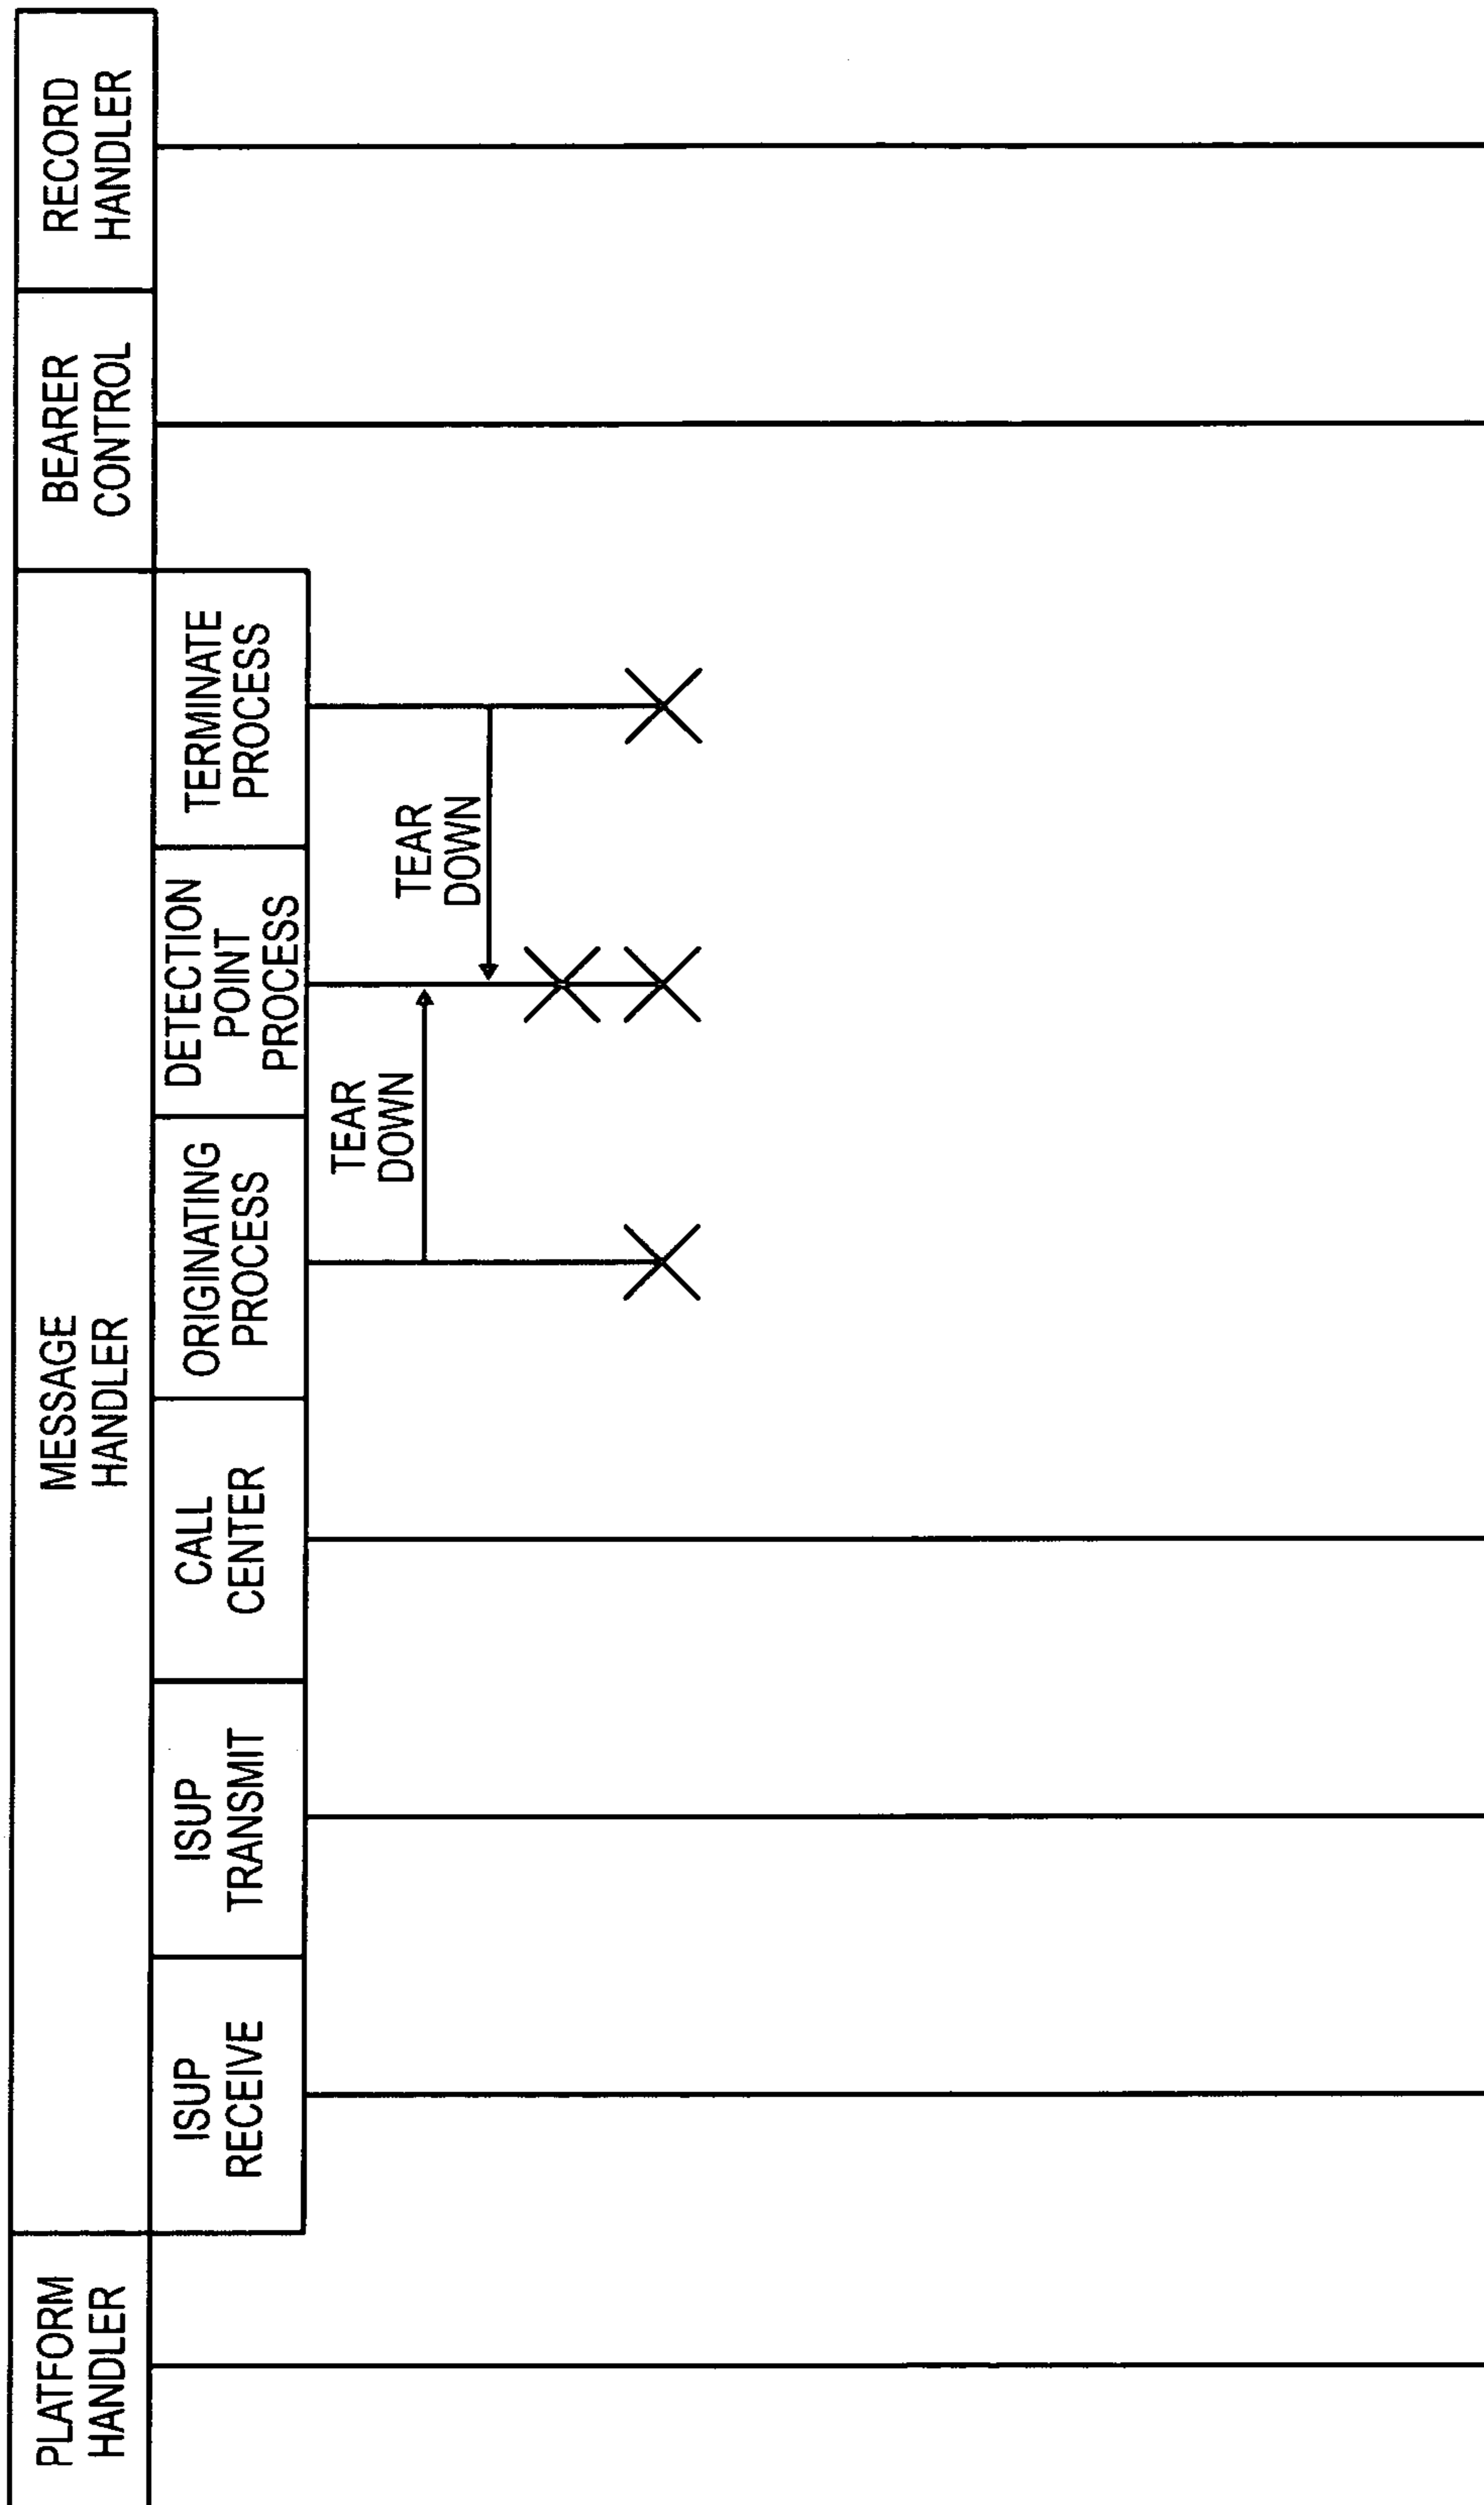 PLATFORM
HANDLER
MESSAGE
HANDLER
BEARER
CONTROL
RECORD
HANDLER
ISUP
RECEIVE
ISUP
TRANSMIT
CALL
CENTER
ORIGINATING
PROCESS
DETECTION
POINT
PROCESS
TERMINATE
PROCESS
TEAR
DOWN
TEAR
DOWN